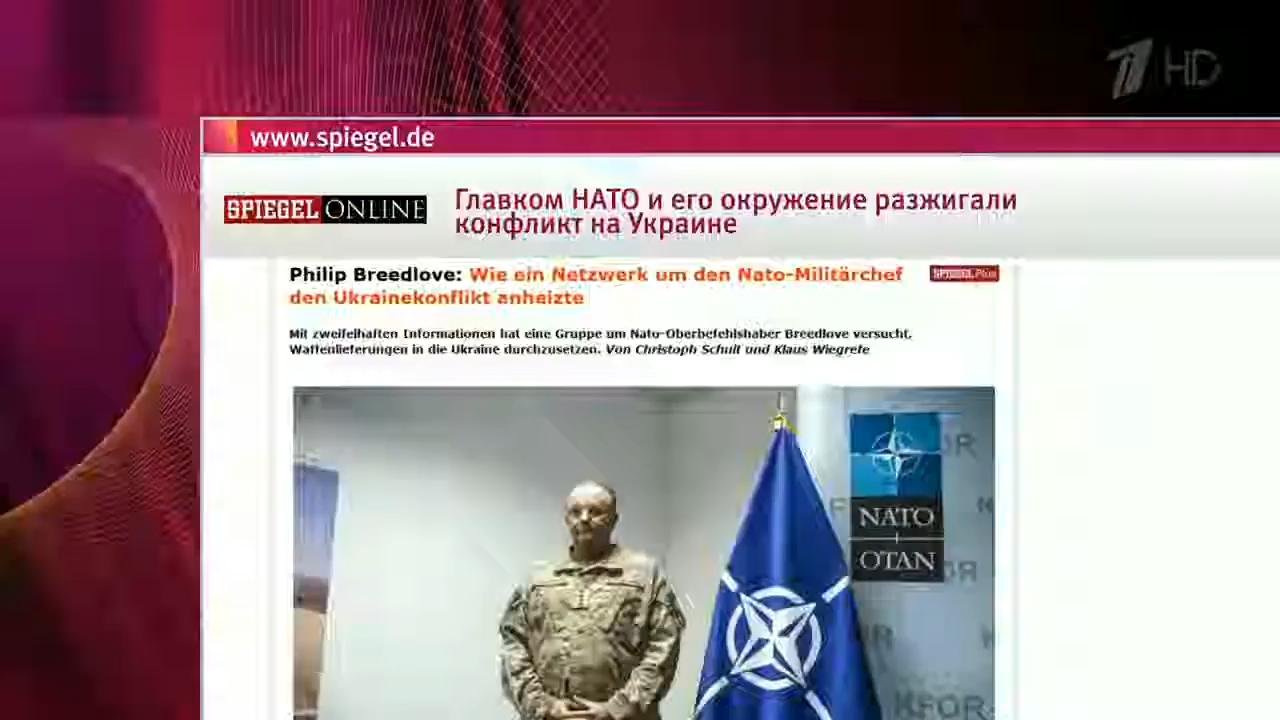 HD
www.spiegel.de
SPIEGEL ONLINE
Главком НАТО и его окружение разжигали
конфликт на Украине
Philip Breedlove: Wie ein Netzwerk um den Nato-Militärchef
den Ukrainekonflikt anheizte
SPIEGEL Plus
Mit zweifelhaften Informationen hat eine Gruppe um Nato-Oberbefehlshaber Breedlove versucht,
Waffenlieferungen in die Ukraine durchzusetzen. Von Christoph Schult und Klaus Wiegrefe
NATO
OTAN
KFOR